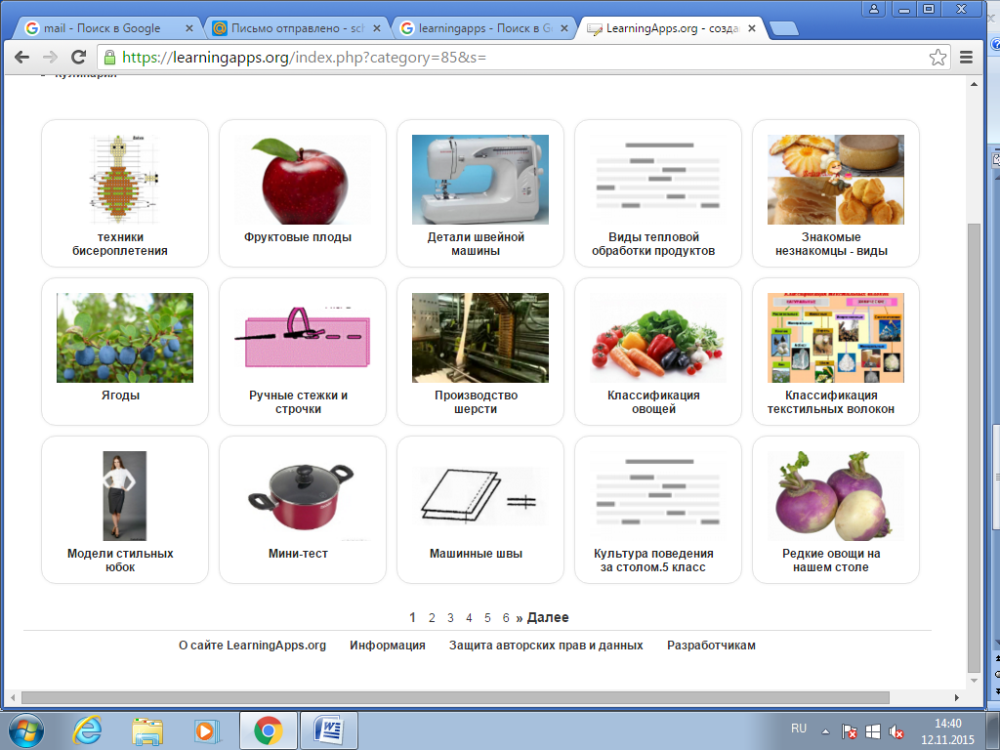 mail - Поиск в Google
Письмо отправлено - sch
learningapps - Поиск в G
LearningApps.org - созда
https://learningapps.org/index.php?category=85&s=
Кулинария
техники
бисероплетения
Фруктовые плоды
Детали швейной
машины
Виды тепловой
обработки продуктов
Знакомые
незнакомцы - виды
Ягоды
Ручные стежки и
строчки
Производство
шерсти
Классификация
овощей
Классификация
текстильных волокон
Модели стильных
юбок
Мини-тест
Машинные швы
Культура поведения
за столом.5 класс
Редкие овощи на
нашем столе
1 2 3 4 5 6 » Далее
О сайте LearningApps.org Информация Защита авторских прав и данных Разработчикам
RU
14:40
12.11.2015